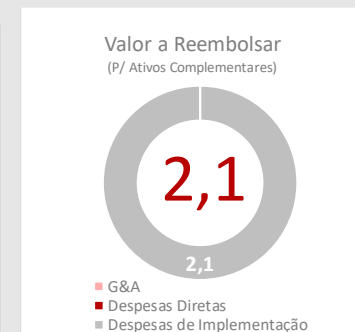 Valor a Reembolsar
(P/ Ativos Complementares)
2,1
2,1
G&A
Despesas Diretas
Despesas de Implementação